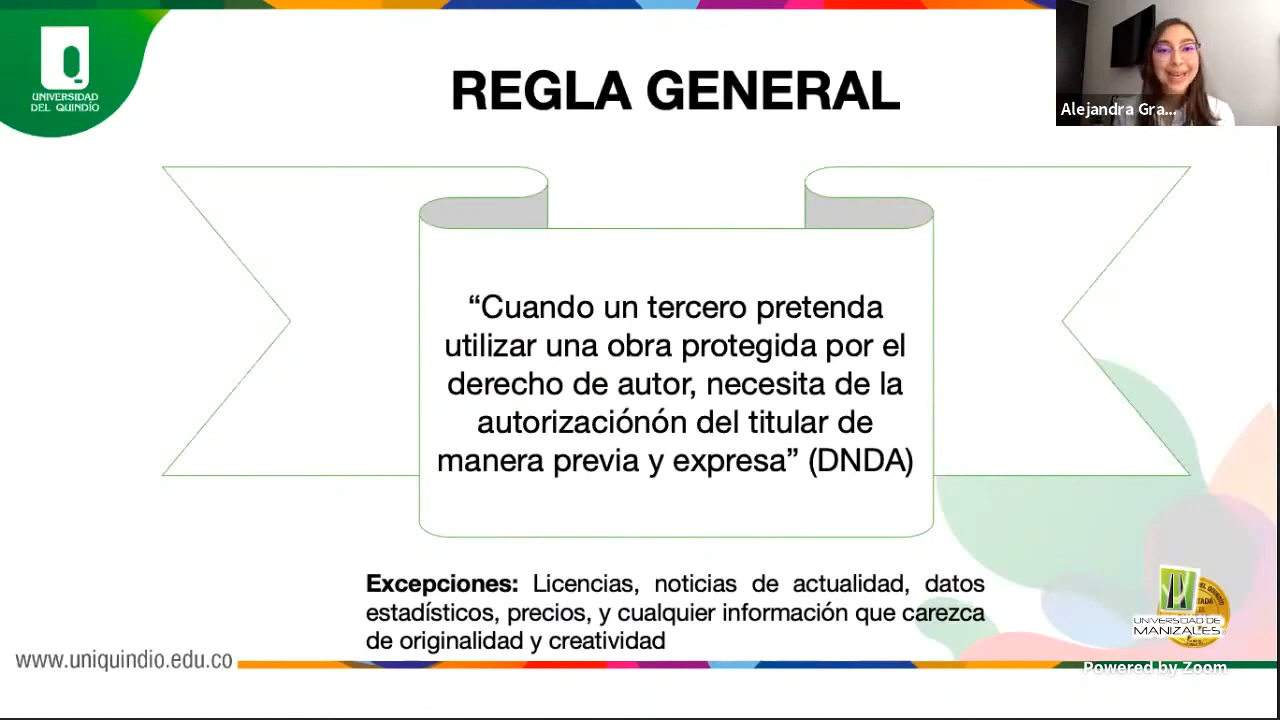 UNIVERSIDAD
DEL QUINDÍO
REGLA GENERAL
Alejandra Gra...
“Cuando un tercero pretenda
utilizar una obra protegida por el
derecho de autor, necesita de la
autorizaciónón del titular de
manera previa y expresa” (DNDA)
Excepciones: Licencias, noticias de actualidad, datos
estadísticos, precios, y cualquier información que carezca
de originalidad y creatividad
UNIVERSIDAD DE
MANIZALES
www.uniquindio.edu.co
Powered by Zoom